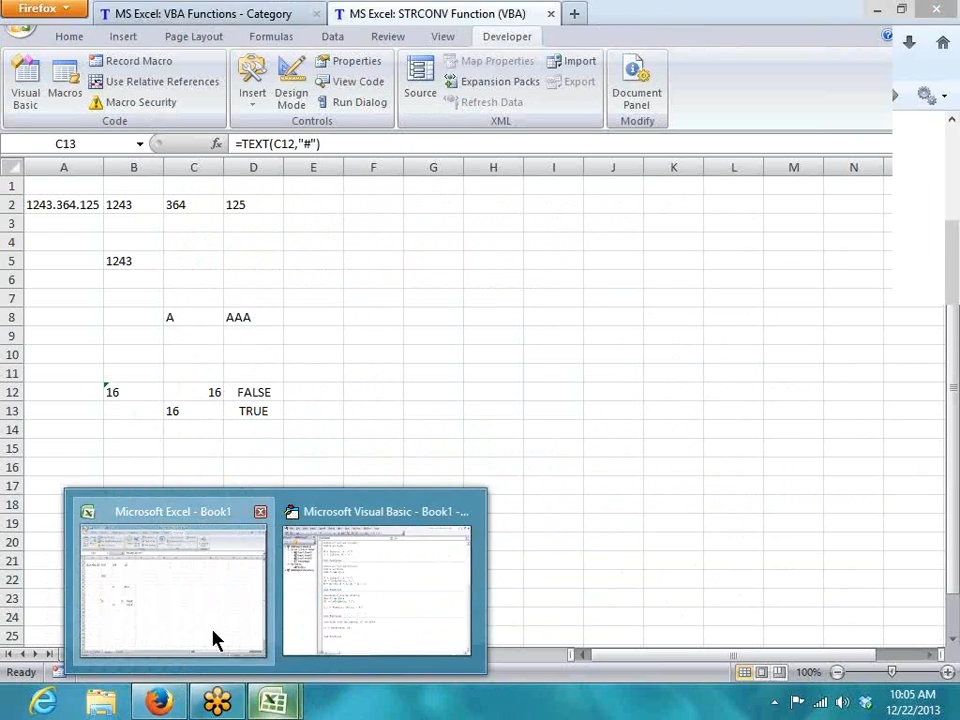 Firefox
MS Excel: VBA Functions - Category
MS Excel: STRCONV Function (VBA)
Home Insert Page Layout Formulas Data Review View Developer
Visual Basic
Macros
Record Macro
Use Relative References
Macro Security
Code
Insert
Design Mode
Properties
View Code
Run Dialog
Controls
Source
Map Properties
Expansion Packs
Refresh Data
Import
Export
XML
Document Panel
Modify
C13
fx
=TEXT(C12,"#")
A B C D E F G H I J K L M N
1
2 1243.364.125 1243 364 125
3
4
5 1243
6
7
8 A AAA
9
10
11
12 16 16 FALSE
13 16 TRUE
14
15
16
17
18
19
20
21
22
23
24
25
Microsoft Excel - Book1
Microsoft Visual Basic - Book1 -...
Ready
100%
10:05 AM
12/22/2013